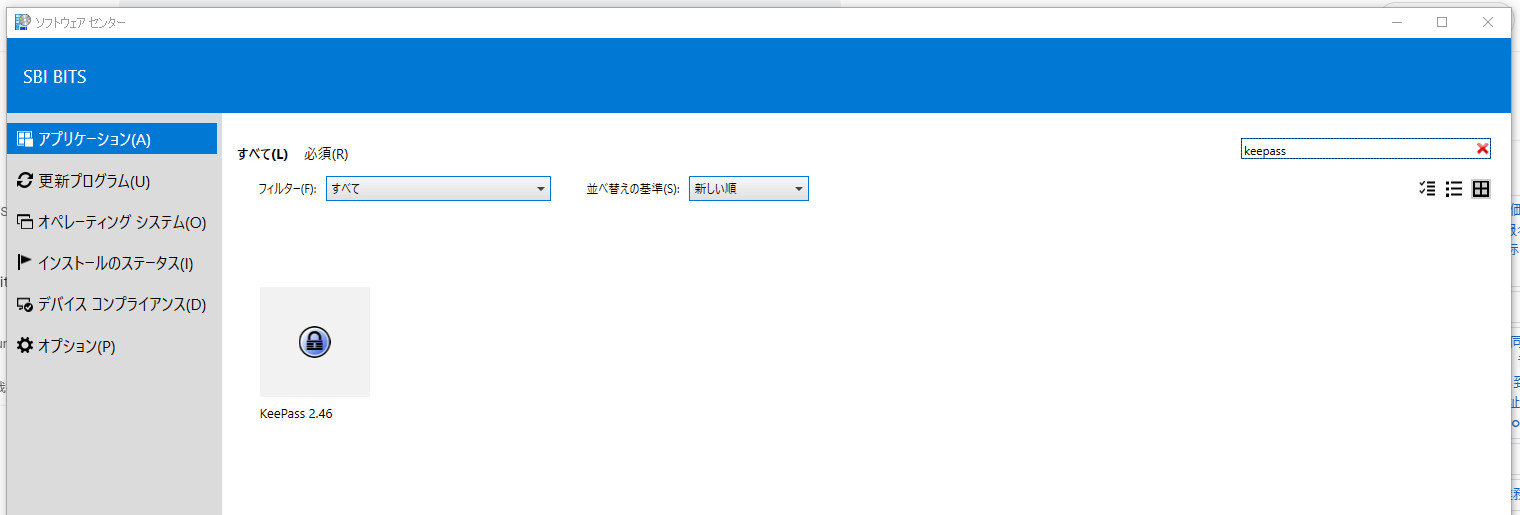 ソフトウェア センター
SBI BITS
アプリケーション(A)
更新プログラム(U)
オペレーティング システム(O)
インストールのステータス(I)
デバイス コンプライアンス(D)
オプション(P)
すべて(L) 必須(R)
keepass
フィルター(F): すべて 並べ替えの基準(S): 新しい順
KeePass 2.46